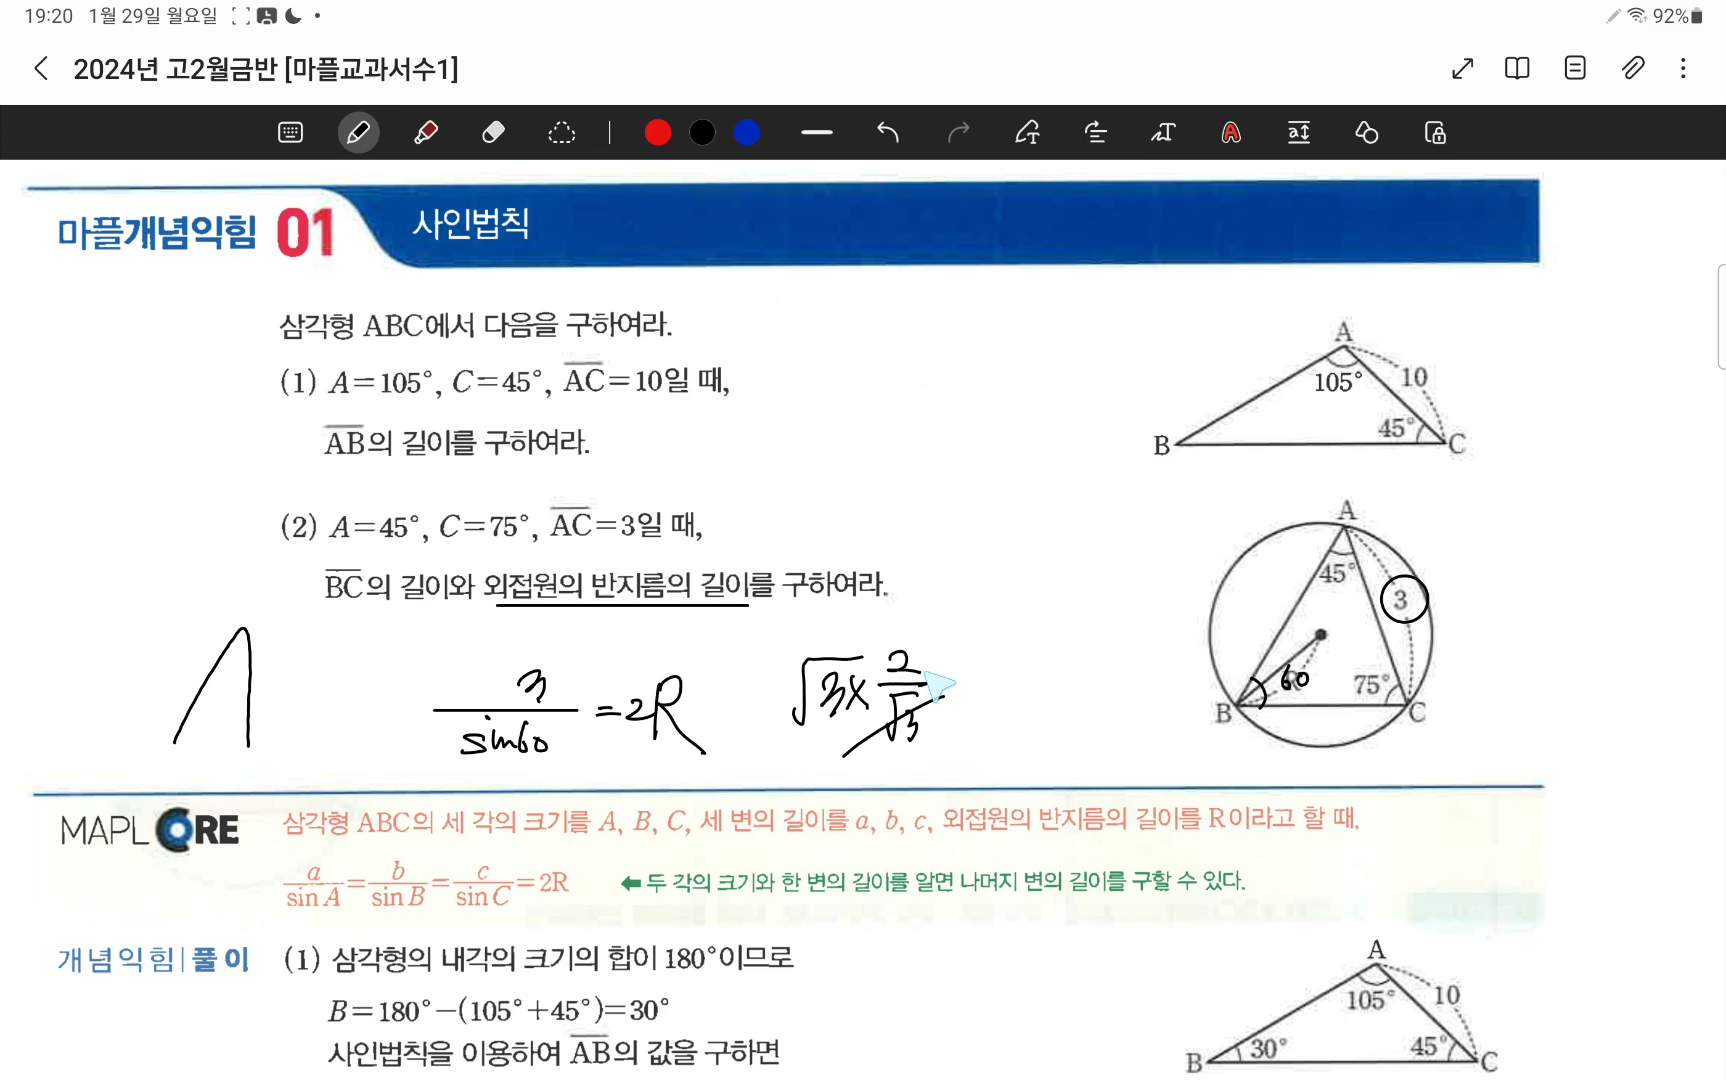 19:20 1월 29일 월요일
92%
2024년 고2월금반 [마플교과서수1]
마플개념익힘 01 사인법칙
삼각형 ABC에서 다음을 구하여라.
(1) A=105°, C=45°, AC=10일 때,
AB의 길이를 구하여라.
A
105°
10
45°
B
C
(2) A=45°, C=75°, AC=3일 때,
BC의 길이와 외접원의 반지름의 길이를 구하여라.
A
45°
3
60
75°
B
C
3/sin60 =2R
√3× 2/√3
MAPL CORE
삼각형 ABC의 세 각의 크기를 A, B, C, 세 변의 길이를 a, b, c, 외접원의 반지름의 길이를 R이라고 할 때,
a/sin A = b/sin B = c/sin C = 2R ⬅ 두 각의 크기와 한 변의 길이를 알면 나머지 변의 길이를 구할 수 있다.
개념익힘|풀이
(1) 삼각형의 내각의 크기의 합이 180°이므로
B=180°-(105°+45°)=30°
사인법칙을 이용하여 AB의 값을 구하면
A
105°
10
30°
45°
B
C